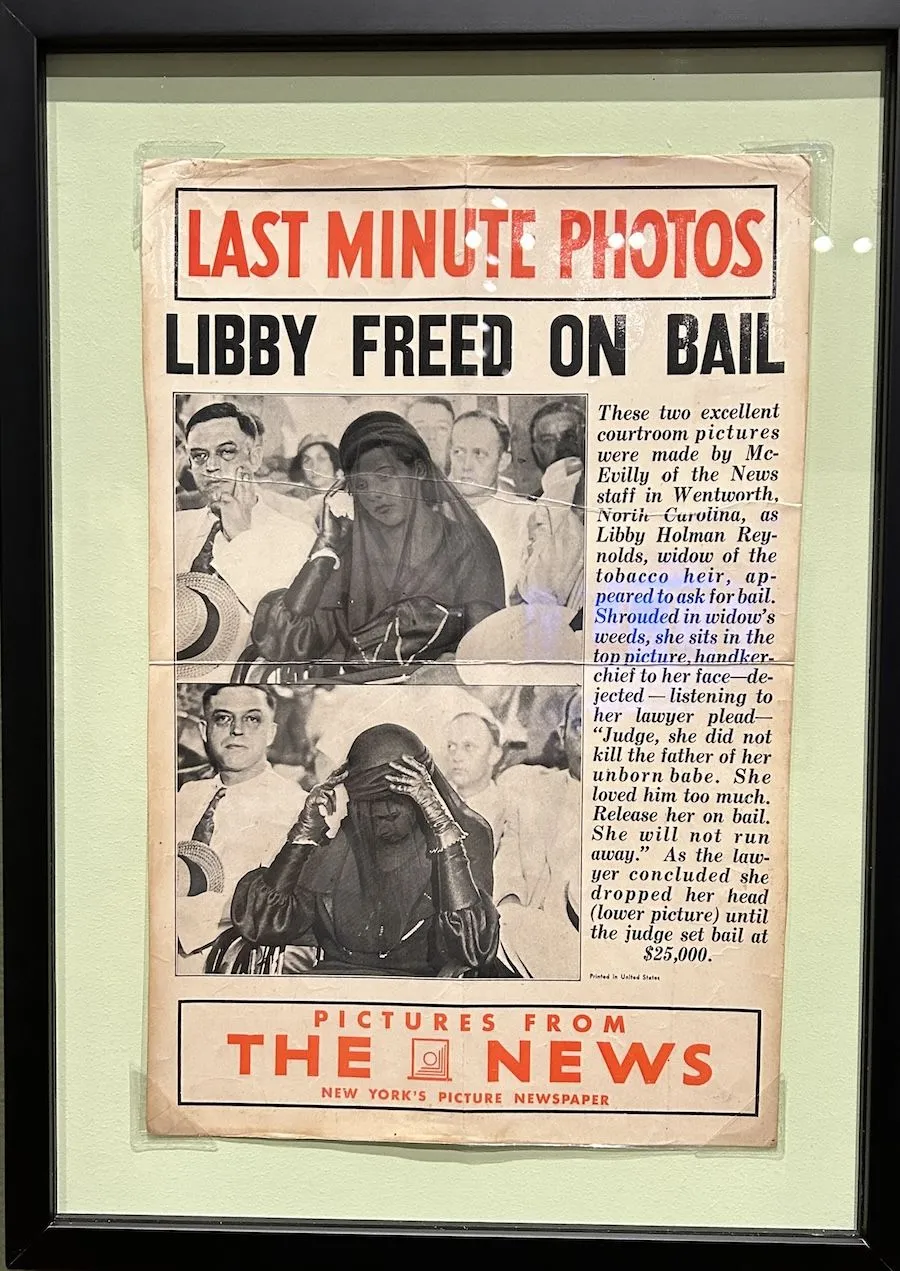 LAST MINUTE PHOTOS
LIBBY FREED ON BAIL
These two excellent
courtroom pictures
were made by Mc-
Evilly of the News
staff in Wentworth,
North Carolina, as
Libby Holman Rey-
nolds, widow of the
tobacco heir, ap-
peared to ask for bail.
Shrouded in widow's
weeds, she sits in the
top picture, handker-
chief to her face—de-
jected — listening to
her lawyer plead—
“Judge, she did not
kill the father of her
unborn babe. She
loved him too much.
Release her on bail.
She will not run
away.” As the law-
yer concluded she
dropped her head
(lower picture) until
the judge set bail at
$25,000.
Printed in United States
PICTURES FROM
THE NEWS
NEW YORK'S PICTURE NEWSPAPER